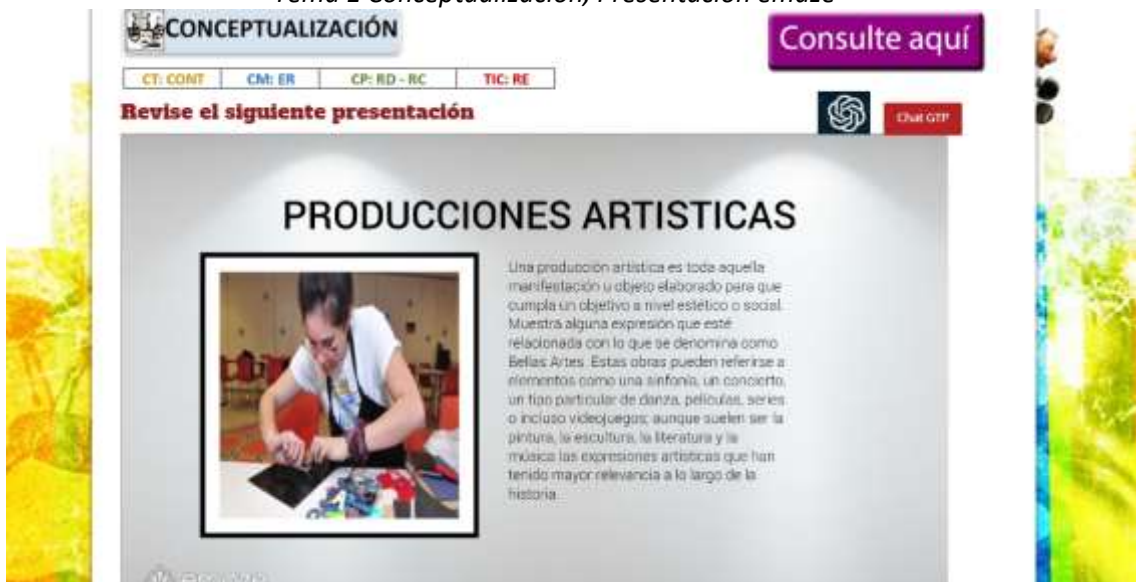 Tema 1 Conceptualización/Presentación emaze
CONCEPTUALIZACIÓN
Consulte aquí
CT: CONT CM: ER CP: RD - RC TIC: RE
Revise el siguiente presentación
Chat GTP
PRODUCCIONES ARTISTICAS
Una producción artística es toda aquella
manifestación u objeto elaborado para que
cumpla un objetivo a nivel estético o social.
Muestra alguna expresión que esté
relacionada con lo que se denomina como
Bellas Artes. Estas obras pueden referirse a
elementos como una sinfonía, un concierto,
un tipo particular de danza, películas, series
o incluso videojuegos; aunque suelen ser la
pintura, la escultura, la literatura y la
música las expresiones artísticas que han
tenido mayor relevancia a lo largo de la
historia.